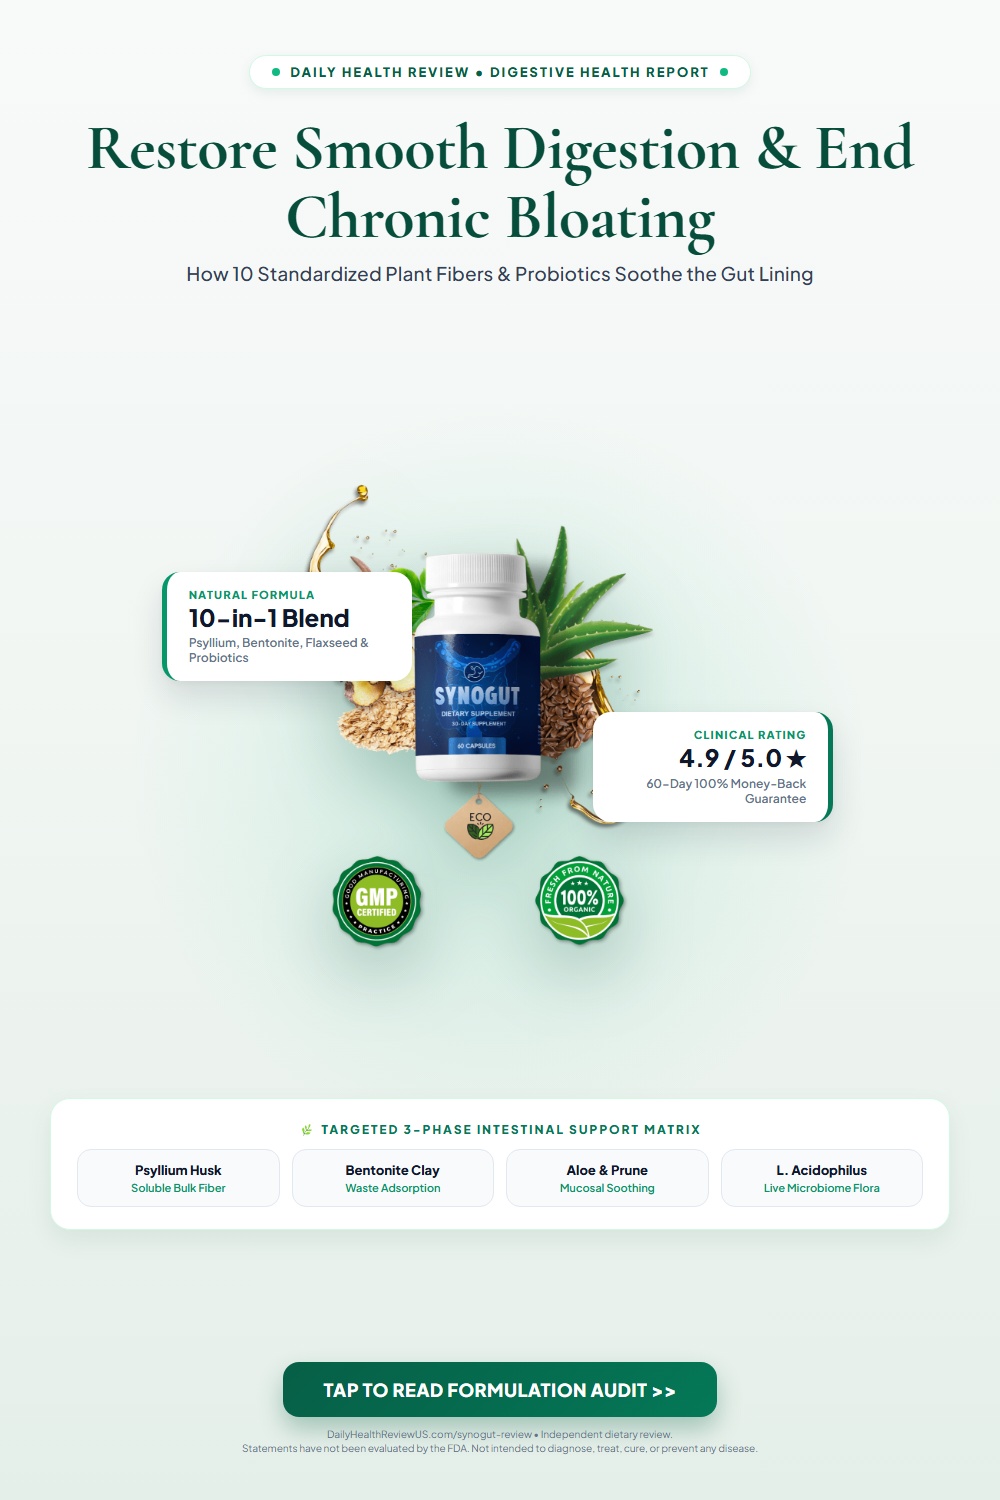 DAILY HEALTH REVIEW ● DIGESTIVE HEALTH REPORT
Restore Smooth Digestion & End
Chronic Bloating
How 10 Standardized Plant Fibers & Probiotics Soothe the Gut Lining
NATURAL FORMULA
10-in-1 Blend
Psyllium, Bentonite, Flaxseed &
Probiotics
SYNOGUT
DIETARY SUPPLEMENT
30-DAY SUPPLEMENT
60 CAPSULES
CLINICAL RATING
4.9 / 5.0 ★
60-Day 100% Money-Back
Guarantee
ECO
GOOD MANUFACTURING
GMP
CERTIFIED
PRACTICE
FRESH FROM NATURE
100%
ORGANIC
TARGETED 3-PHASE INTESTINAL SUPPORT MATRIX
Psyllium Husk
Soluble Bulk Fiber
Bentonite Clay
Waste Adsorption
Aloe & Prune
Mucosal Soothing
L. Acidophilus
Live Microbiome Flora
TAP TO READ FORMULATION AUDIT >>
DailyHealthReviewUS.com/synogut-review • Independent dietary review.
Statements have not been evaluated by the FDA. Not intended to diagnose, treat, cure, or prevent any disease.